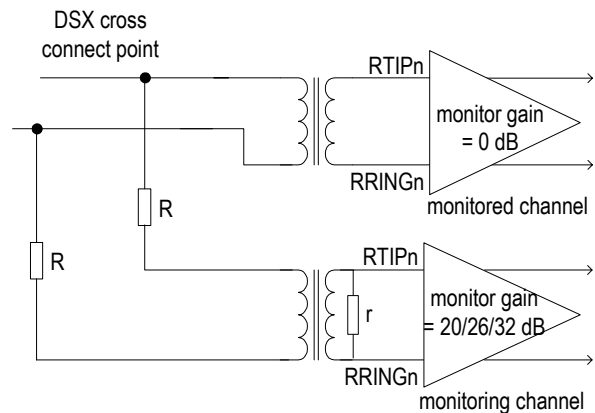 DSX cross
connect point
RTIPn
monitor gain
= 0 dB
RRINGn
monitored channel
R
R
RTIPn
monitor gain
= 20/26/32 dB
r
RRINGn
monitoring channel